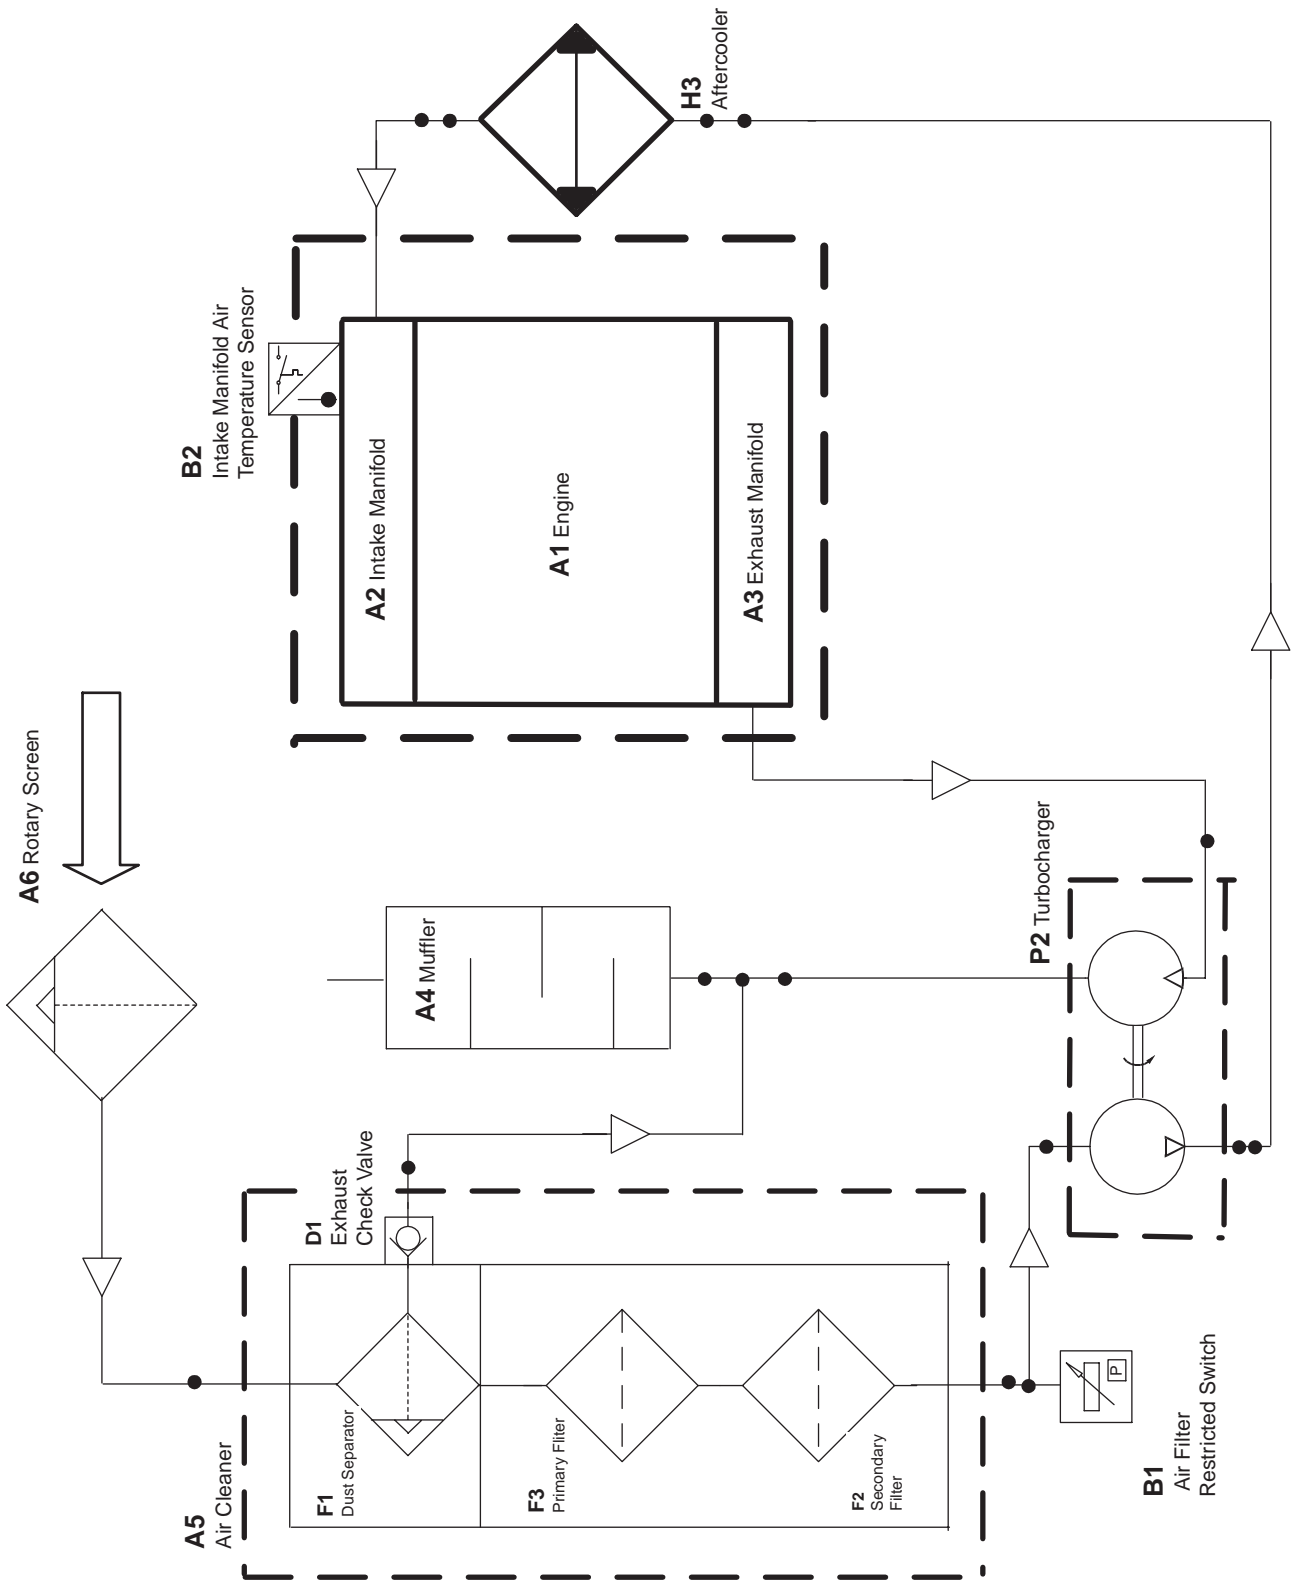 A5
Air Cleaner
F1
Dust Separator
F3
Primary Fliter
F2
Secondary
Filter
D1
Exhaust
Check Valve
B1
Air Filter
Restricted Switch
P
A6 Rotary Screen
A4 Muffler
P2 Turbocharger
B2
Intake Manifold Air
Temperature Sensor
A2 Intake Manifold
A1 Engine
A3 Exhaust Manifold
H3
Aftercooler